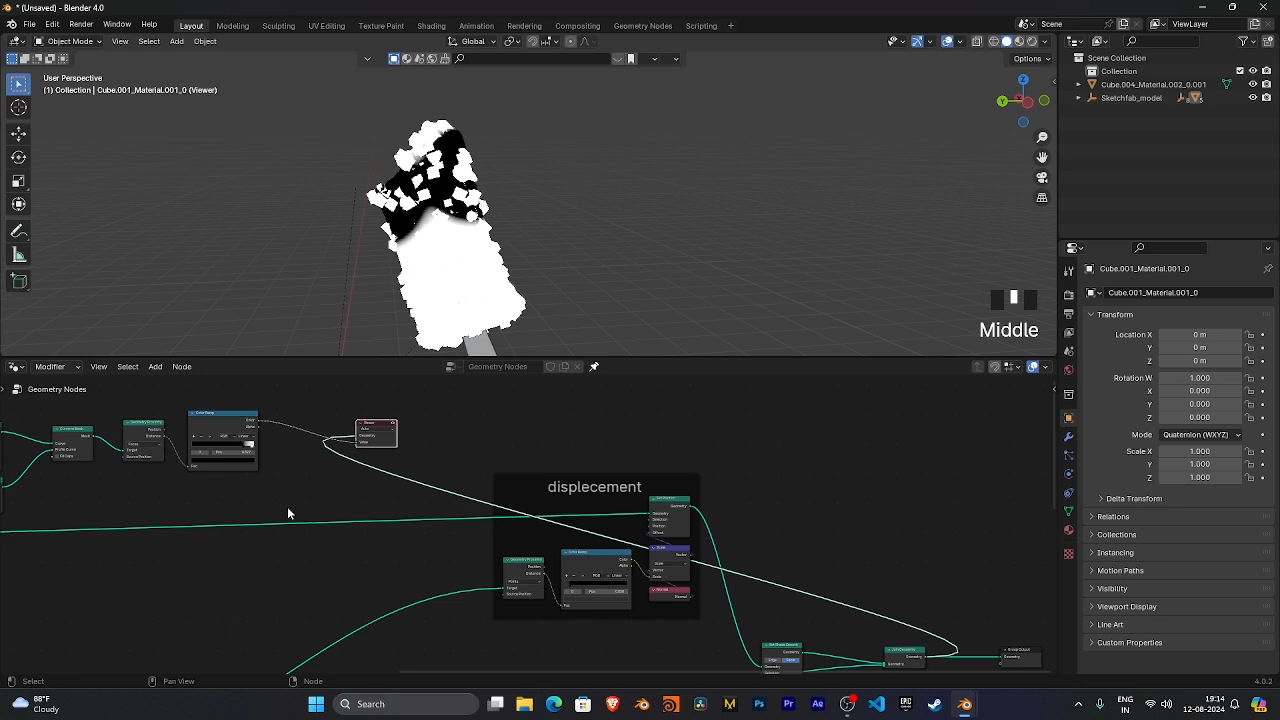 * (Unsaved) - Blender 4.0
File Edit Render Window Help Layout Modeling Sculpting UV Editing Texture Paint Shading Animation Rendering Compositing Geometry Nodes Scripting + Scene ViewLayer
Object Mode View Select Add Object Global
Options
User Perspective
(1) Collection | Cube.001_Material.001_0 (Viewer)
Z
Y
Middle
Scene Collection
Collection
Cube.004_Material.002_0.001
Sketchfab_model
Cube.001_Material.001_0
Cube.001_Material.001_0
Transform
Location X 0 m
Y 0 m
Z 0 m
Rotation W 1.000
X 0.000
Y 0.000
Z 0.000
Mode Quaternion (WXYZ)
Scale X 1.000
Y 1.000
Z 1.000
Delta Transform
Relations
Collections
Instancing
Motion Paths
Visibility
Viewport Display
Line Art
Custom Properties
Modifier View Select Add Node Geometry Nodes
Geometry Nodes
displecement
Select Pan View Node 4.0.2
88°F
Cloudy
Search
ENG
IN
19:14
12-08-2024